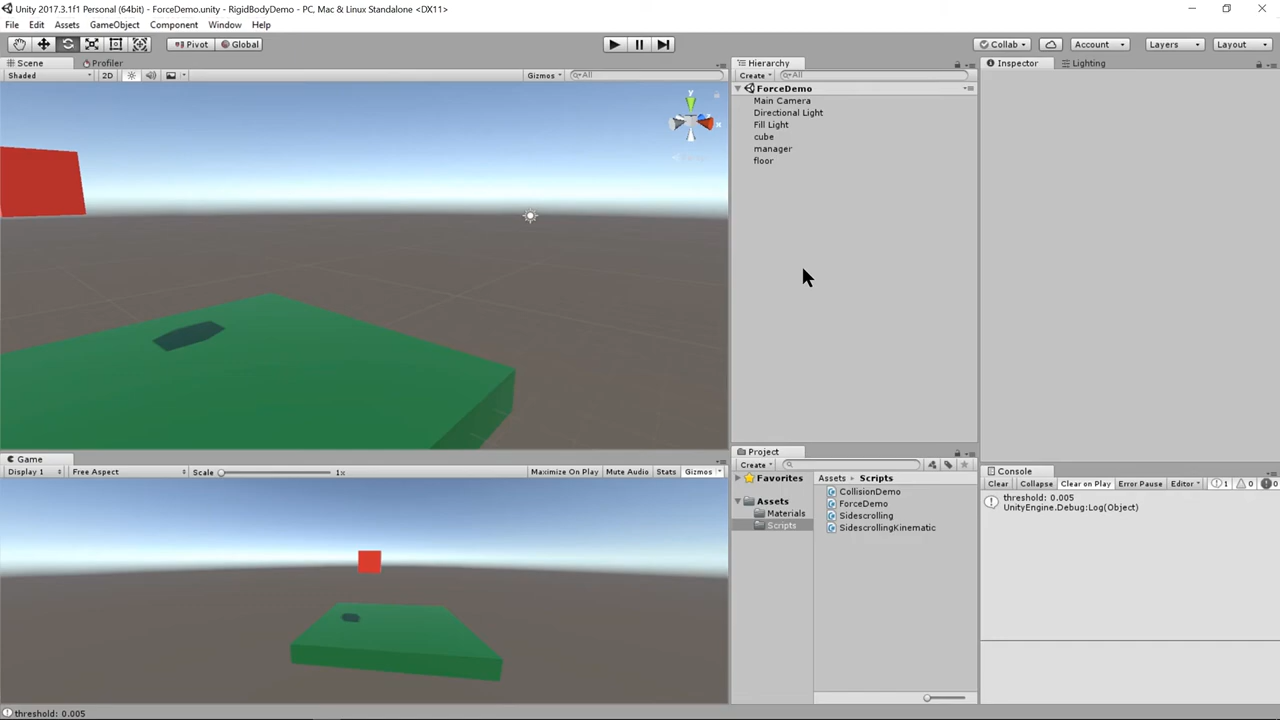 Unity 2017.3.1f1 Personal (64bit) - ForceDemo.unity - RigidBodyDemo - PC, Mac & Linux Standalone <DX11>
File Edit Assets GameObject Component Window Help
Pivot Global Collab Account Layers Layout
Scene Profiler
Shaded 2D Gizmos All
y
x
Hierarchy
Create All
ForceDemo
Main Camera
Directional Light
Fill Light
cube
manager
floor
Inspector Lighting
Game
Display 1 Free Aspect Scale 1x Maximize On Play Mute Audio Stats Gizmos
Project
Create
Favorites
Assets
Materials
Scripts
Assets Scripts
CollisionDemo
ForceDemo
Sidescrolling
SidescrollingKinematic
Console
Clear Collapse Clear on Play Error Pause Editor 1 0 0
threshold: 0.005
UnityEngine.Debug:Log(Object)
threshold: 0.005